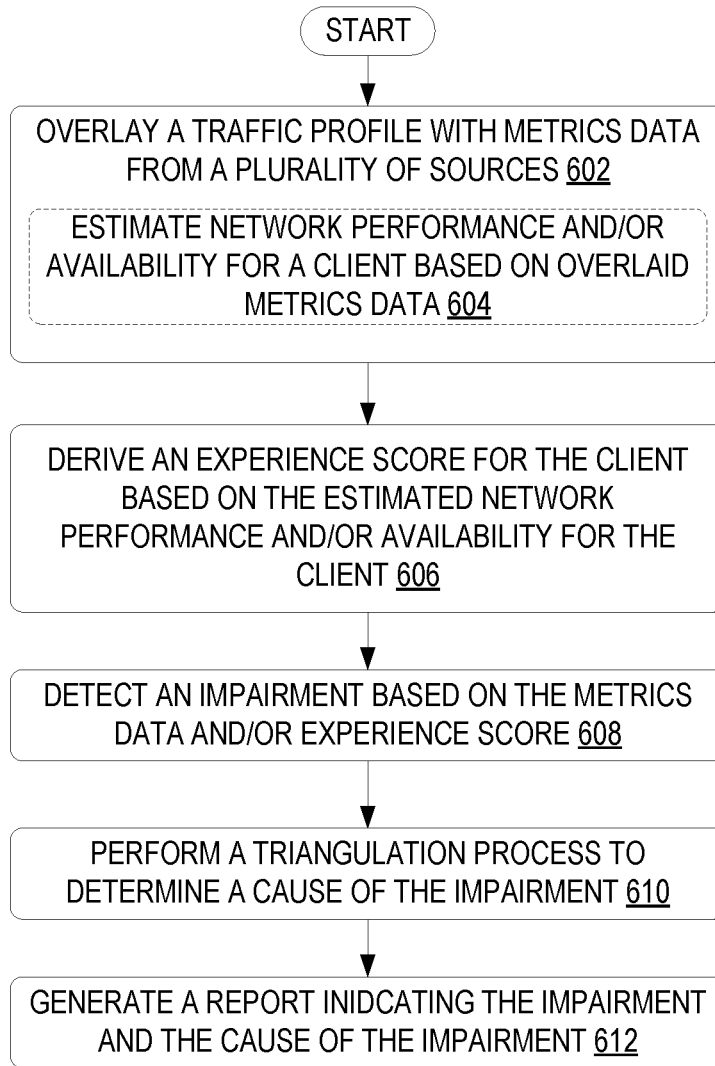 START
OVERLAY A TRAFFIC PROFILE WITH METRICS DATA
FROM A PLURALITY OF SOURCES 602
ESTIMATE NETWORK PERFORMANCE AND/OR
AVAILABILITY FOR A CLIENT BASED ON OVERLAID
METRICS DATA 604
DERIVE AN EXPERIENCE SCORE FOR THE CLIENT
BASED ON THE ESTIMATED NETWORK
PERFORMANCE AND/OR AVAILABILITY FOR THE
CLIENT 606
DETECT AN IMPAIRMENT BASED ON THE METRICS
DATA AND/OR EXPERIENCE SCORE 608
PERFORM A TRIANGULATION PROCESS TO
DETERMINE A CAUSE OF THE IMPAIRMENT 610
GENERATE A REPORT INIDCATING THE IMPAIRMENT
AND THE CAUSE OF THE IMPAIRMENT 612